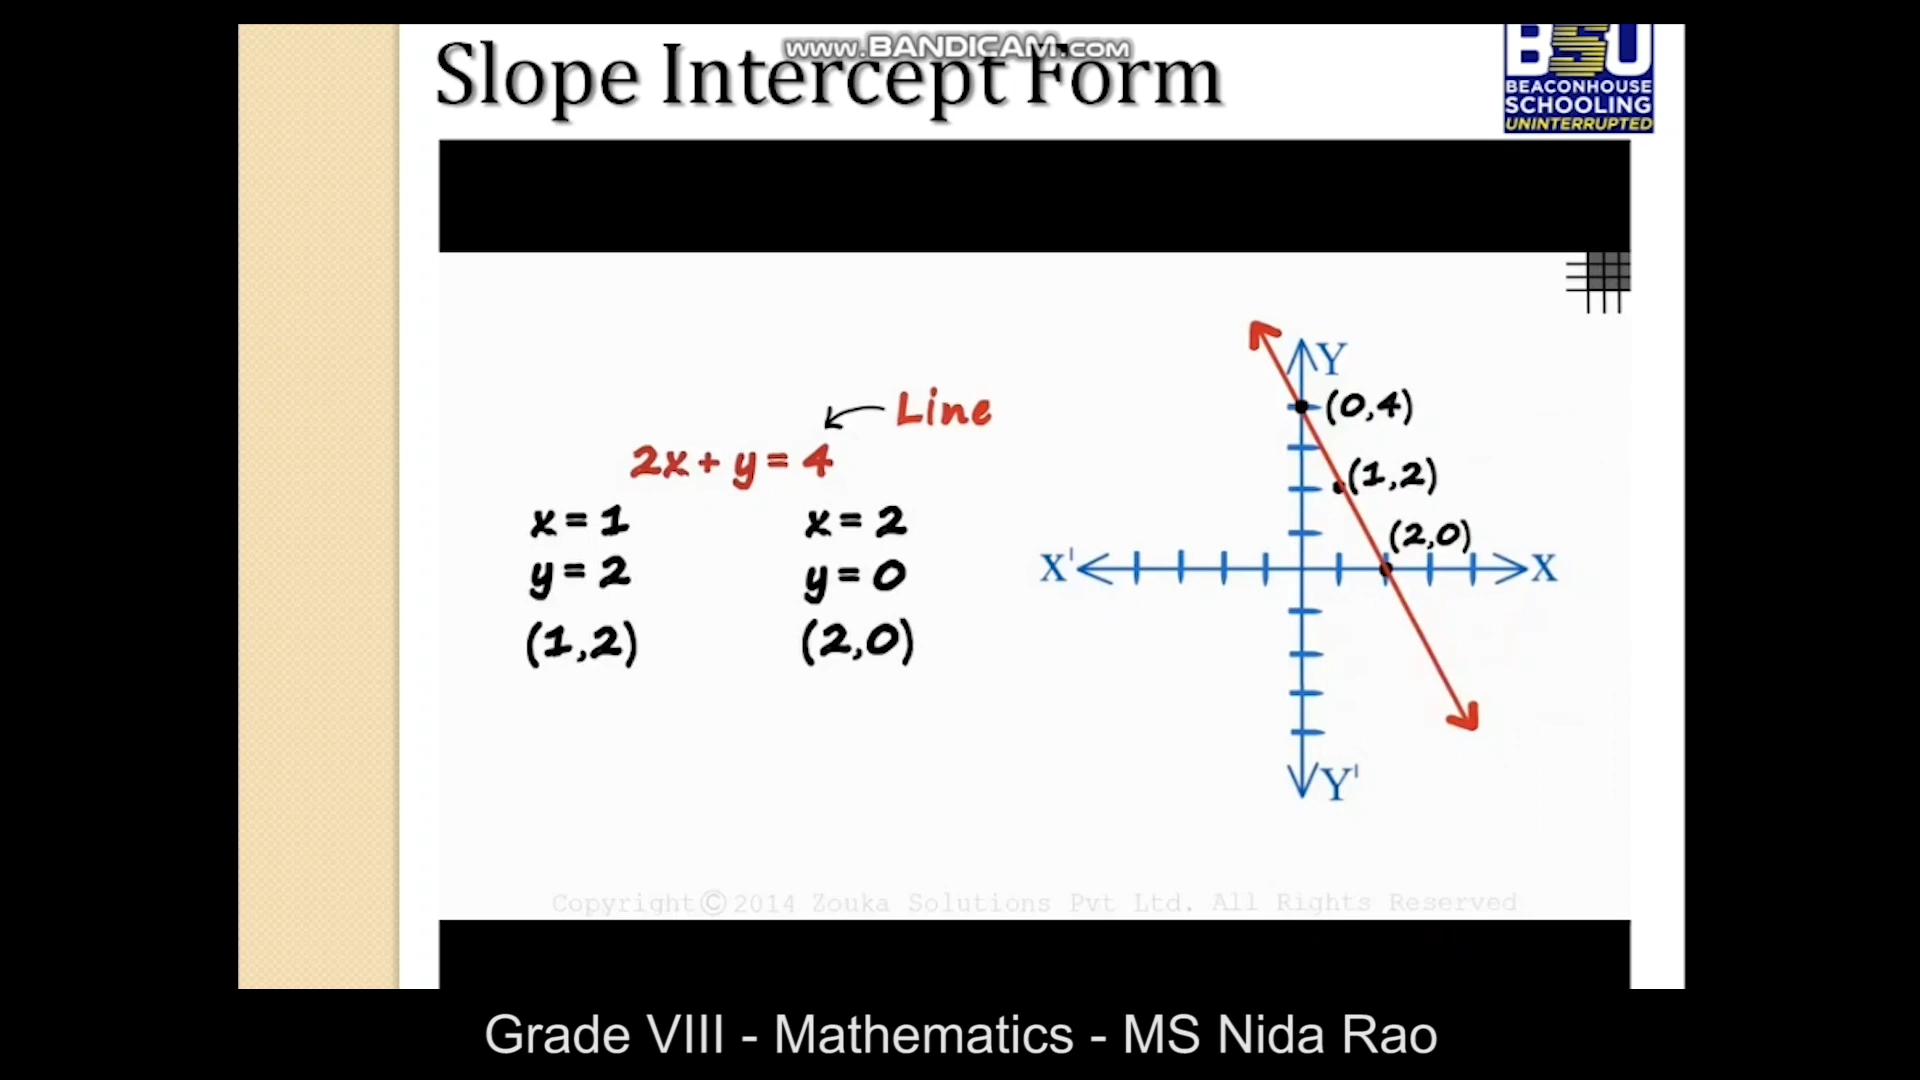 www.BANDICAM.com
Slope Intercept Form
BSU
BEACONHOUSE
SCHOOLING
UNINTERRUPTED
Line
2x + y = 4
x = 1
y = 2
(1,2)
x = 2
y = 0
(2,0)
Y
(0,4)
(1,2)
(2,0)
X'
X
Y'
Copyright©2014 Zouka Solutions Pvt Ltd. All Rights Reserved
Grade VIII - Mathematics - MS Nida Rao